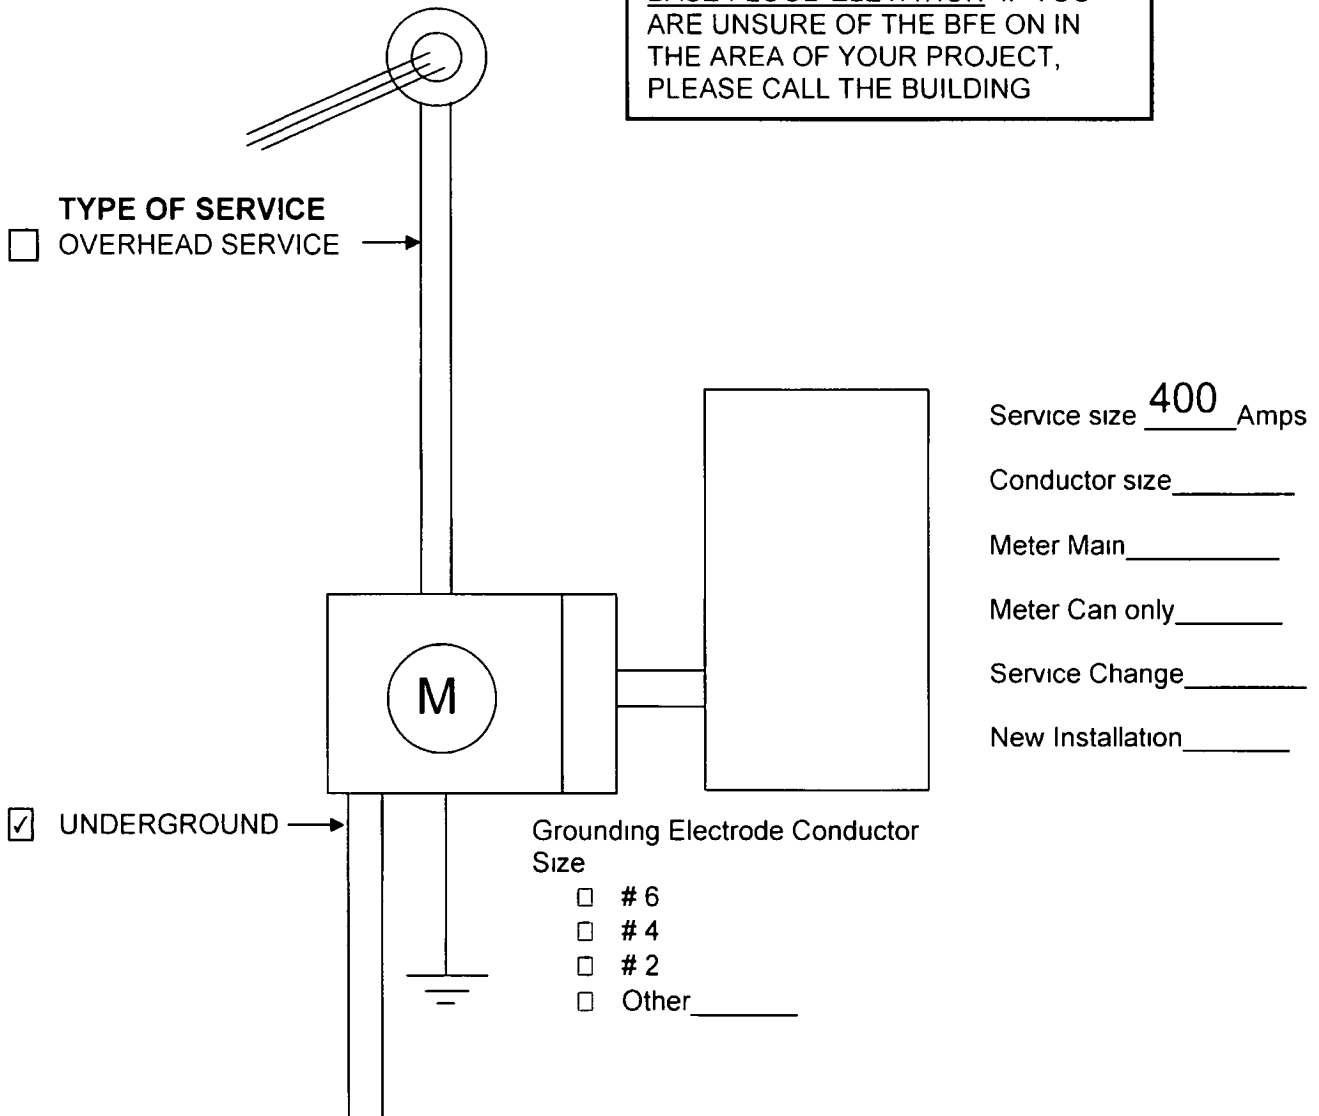 ARE UNSURE OF THE BFE ON IN
THE AREA OF YOUR PROJECT,
PLEASE CALL THE BUILDING
TYPE OF SERVICE
☐ OVERHEAD SERVICE
Service size 400 Amps
Conductor size
Meter Main
Meter Can only
Service Change
New Installation
M
☑ UNDERGROUND
Grounding Electrode Conductor
Size
☐ # 6
☐ # 4
☐ # 2
☐ Other